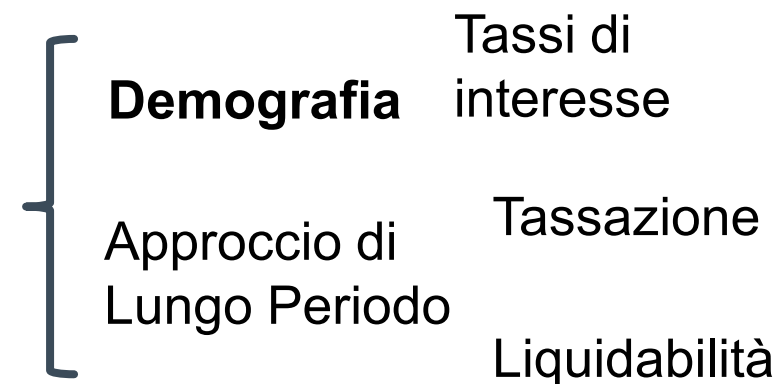 Tassi di
interesse
Demografia
Tassazione
Approccio di
Lungo Periodo
Liquidabilità